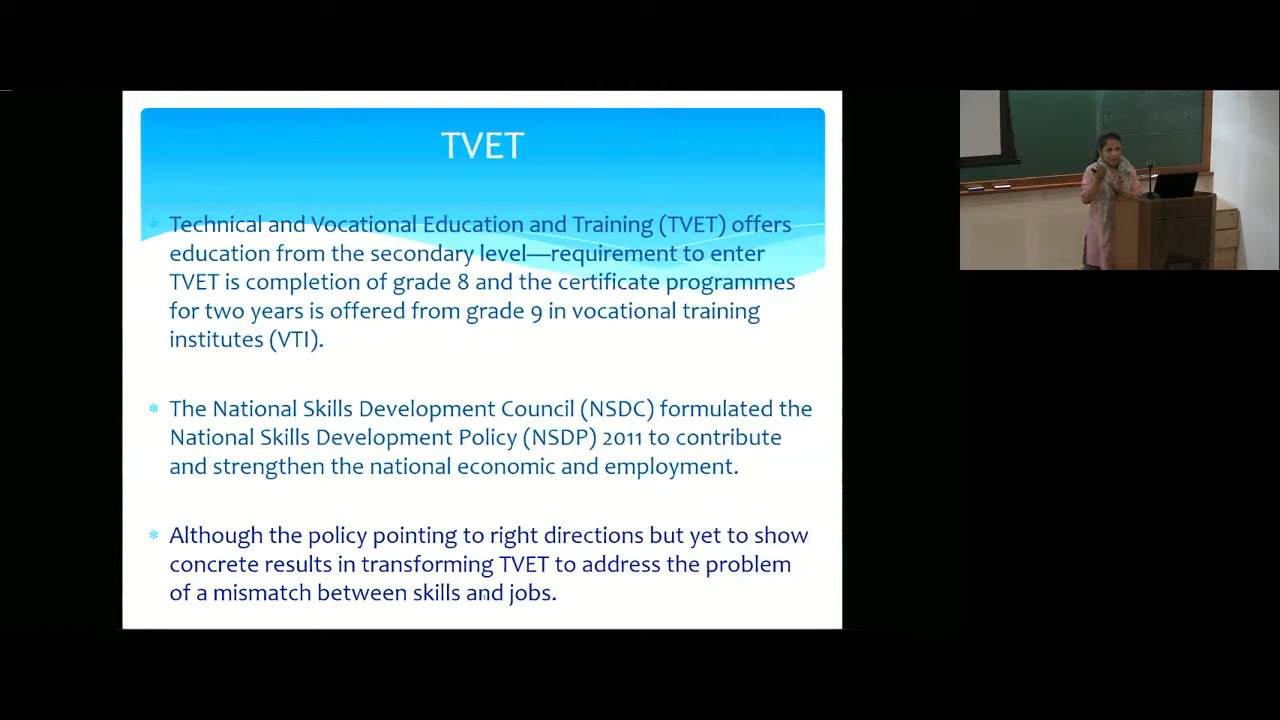 TVET
Technical and Vocational Education and Training (TVET) offers
education from the secondary level—requirement to enter
TVET is completion of grade 8 and the certificate programmes
for two years is offered from grade 9 in vocational training
institutes (VTI).
The National Skills Development Council (NSDC) formulated the
National Skills Development Policy (NSDP) 2011 to contribute
and strengthen the national economic and employment.
Although the policy pointing to right directions but yet to show
concrete results in transforming TVET to address the problem
of a mismatch between skills and jobs.